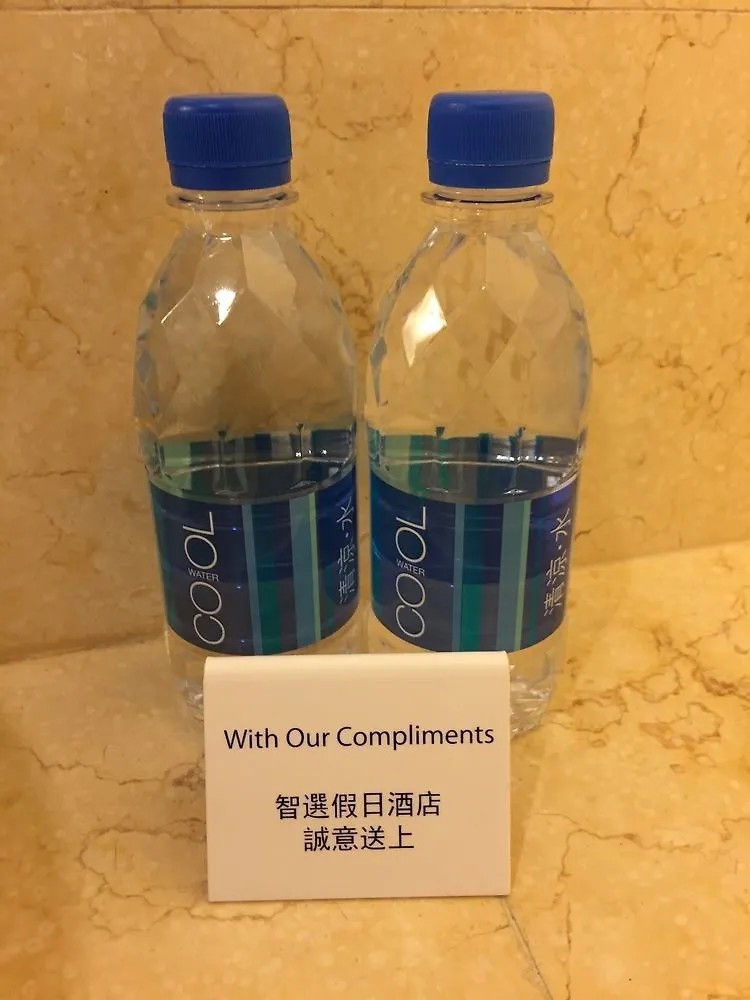 COOL
WATER
清涼·水
COOL
WATER
清涼·水
With Our Compliments
智選假日酒店
誠意送上